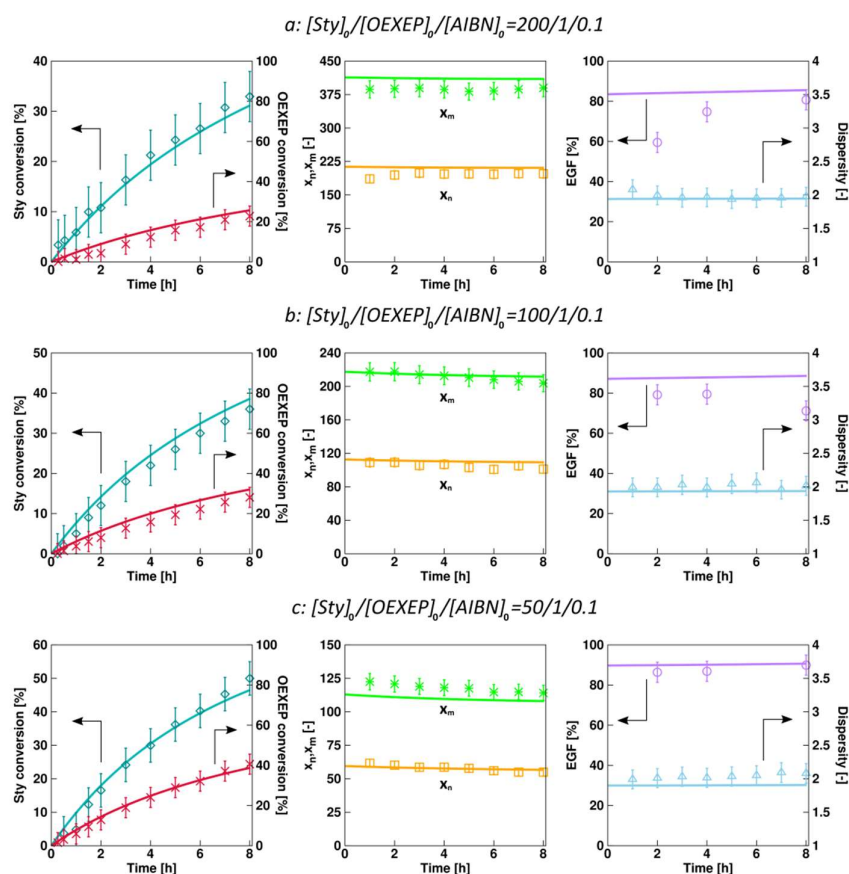 a: [Sty]₀/[OEXEP]₀/[AIBN]₀=200/1/0.1
40
30
20
10
0
Sty conversion [%]
100
80
60
40
20
0
OEXEP conversion [%]
0 2 4 6 8
Time [h]
450
375
300
225
150
75
0
xₙ,xₘ [-]
xₘ
xₙ
0 2 4 6 8
Time [h]
100
80
60
40
20
0
EGF [%]
4
3.5
3
2.5
2
1.5
1
Dispersity [-]
0 2 4 6 8
Time [h]
b: [Sty]₀/[OEXEP]₀/[AIBN]₀=100/1/0.1
50
40
30
20
10
0
Sty conversion [%]
100
80
60
40
20
0
OEXEP conversion [%]
0 2 4 6 8
Time [h]
240
200
160
120
80
40
0
xₙ,xₘ [-]
xₘ
xₙ
0 2 4 6 8
Time [h]
100
80
60
40
20
0
EGF [%]
4
3.5
3
2.5
2
1.5
1
Dispersity [-]
0 2 4 6 8
Time [h]
c: [Sty]₀/[OEXEP]₀/[AIBN]₀=50/1/0.1
60
50
40
30
20
10
0
Sty conversion [%]
100
80
60
40
20
0
OEXEP conversion [%]
0 2 4 6 8
Time [h]
150
125
100
75
50
25
0
xₙ,xₘ [-]
xₘ
xₙ
0 2 4 6 8
Time [h]
100
80
60
40
20
0
EGF [%]
4
3.5
3
2.5
2
1.5
1
Dispersity [-]
0 2 4 6 8
Time [h]